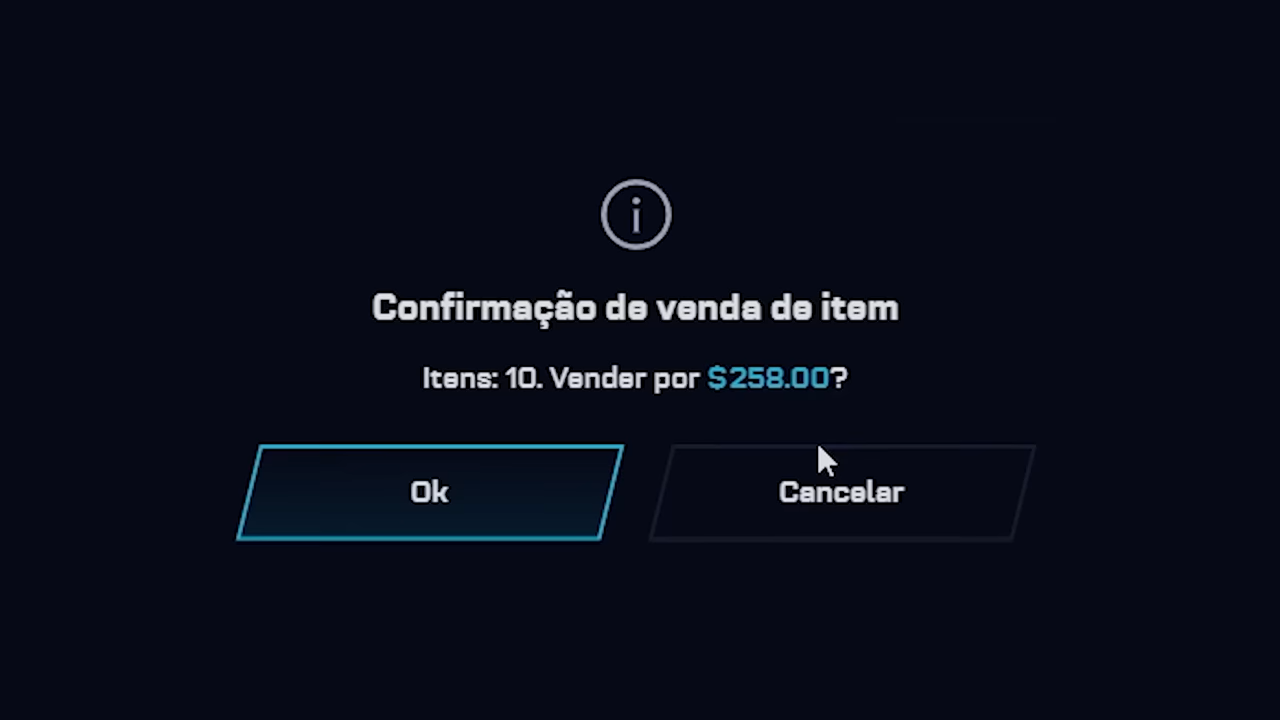 Confirmação de venda de item
Itens: 10. Vender por $258.00?
Ok
Cancelar